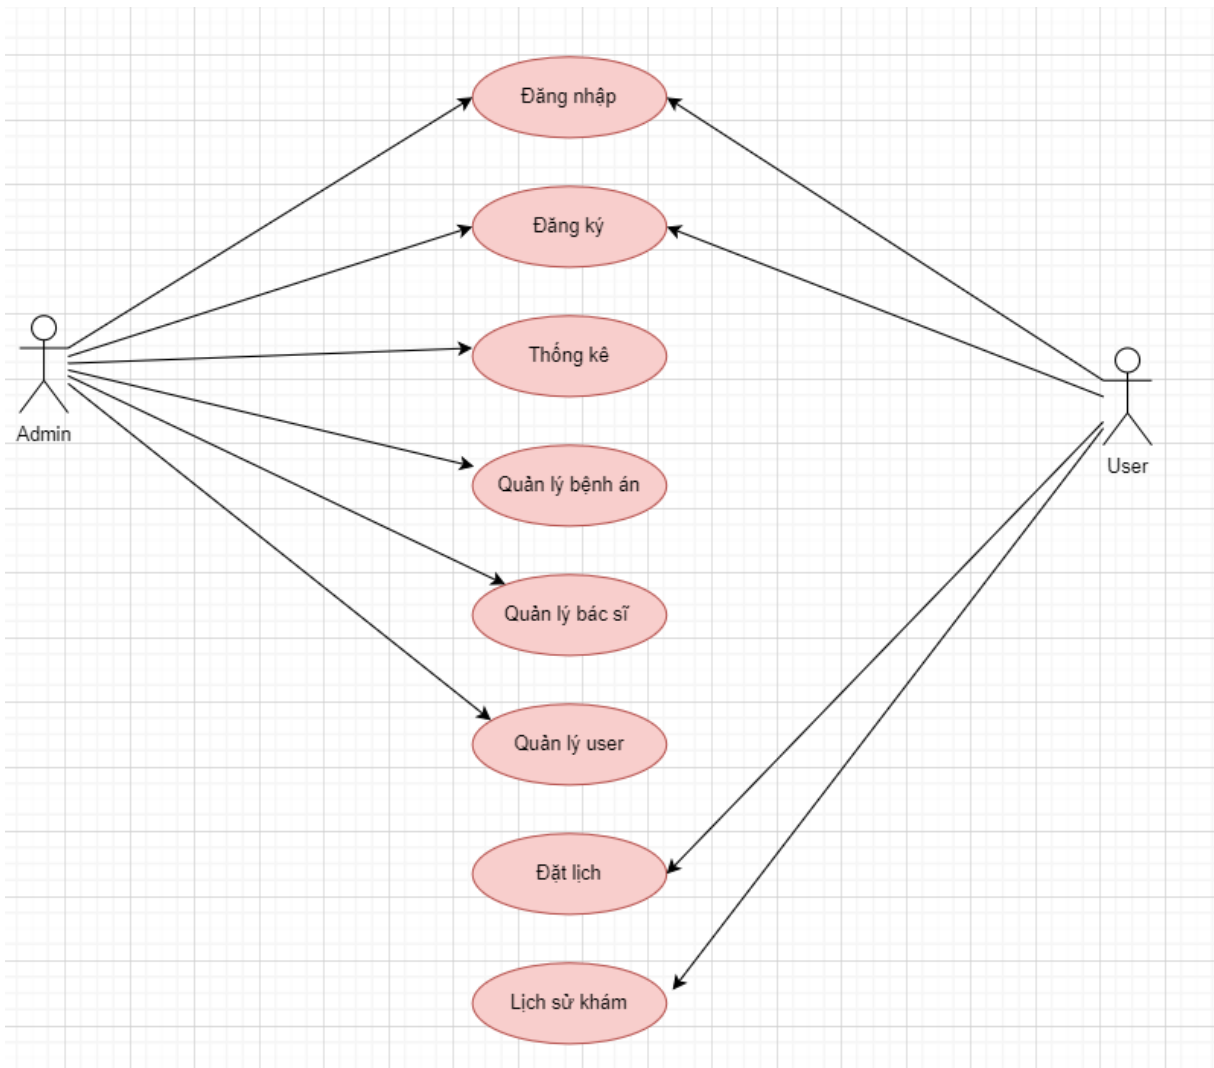 Đăng nhập
Đăng ký
Thống kê
Admin
User
Quản lý bệnh án
Quản lý bác sĩ
Quản lý user
Đặt lịch
Lịch sử khám